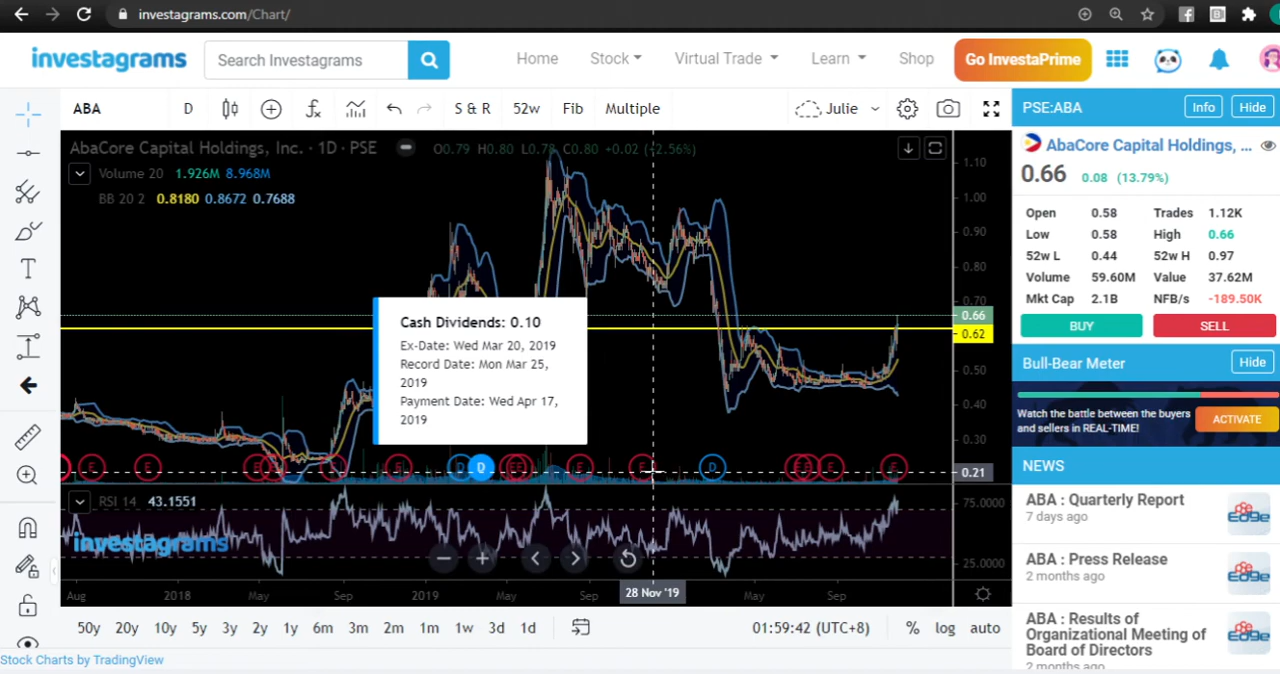 investagrams.com/Chart/
investagrams
Search Investagrams
Home
Stock
Virtual Trade
Learn
Shop
Go InvestaPrime
ABA
D
S & R
52w
Fib
Multiple
Julie
AbaCore Capital Holdings, Inc. · 1D · PSE
O0.79 H0.80 L0.78 C0.80 +0.02 (+2.56%)
Volume 20 1.926M 8.968M
BB 20 2 0.8180 0.8672 0.7688
1.10
1.00
0.90
0.80
0.70
0.66
0.62
0.50
0.40
0.30
0.21
Cash Dividends: 0.10
Ex-Date: Wed Mar 20, 2019
Record Date: Mon Mar 25,
2019
Payment Date: Wed Apr 17,
2019
E E E E E E D D E E E E D E E E
RSI 14 43.1551
75.0000
25.0000
investagrams
Aug 2018 May Sep 2019 May Sep 28 Nov '19 May Sep
50y 20y 10y 5y 3y 2y 1y 6m 3m 2m 1m 1w 3d 1d
01:59:42 (UTC+8)
% log auto
Stock Charts by TradingView
PSE:ABA
Info
Hide
AbaCore Capital Holdings, ...
0.66 0.08 (13.79%)
Open 0.58 Trades 1.12K
Low 0.58 High 0.66
52w L 0.44 52w H 0.97
Volume 59.60M Value 37.62M
Mkt Cap 2.1B NFB/s -189.50K
BUY
SELL
Bull-Bear Meter
Hide
Watch the battle between the buyers
and sellers in REAL-TIME!
ACTIVATE
NEWS
ABA : Quarterly Report
7 days ago
Edge
ABA : Press Release
2 months ago
Edge
ABA : Results of
Organizational Meeting of
Board of Directors
2 months ago
Edge